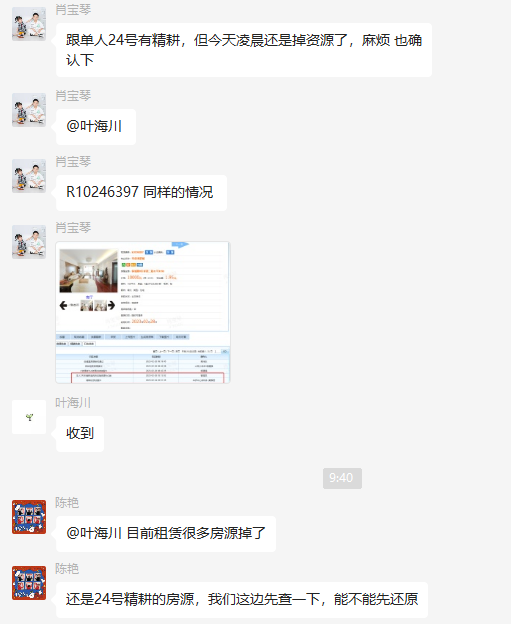 肖宝琴
跟单人24号有精耕，但今天凌晨还是掉资源了，麻烦 也确
认下
肖宝琴
@叶海川
肖宝琴
R10246397 同样的情况
肖宝琴
叶海川
收到
9:40
陈艳
@叶海川 目前租赁很多房源掉了
陈艳
还是24号精耕的房源，我们这边先查一下，能不能先还原